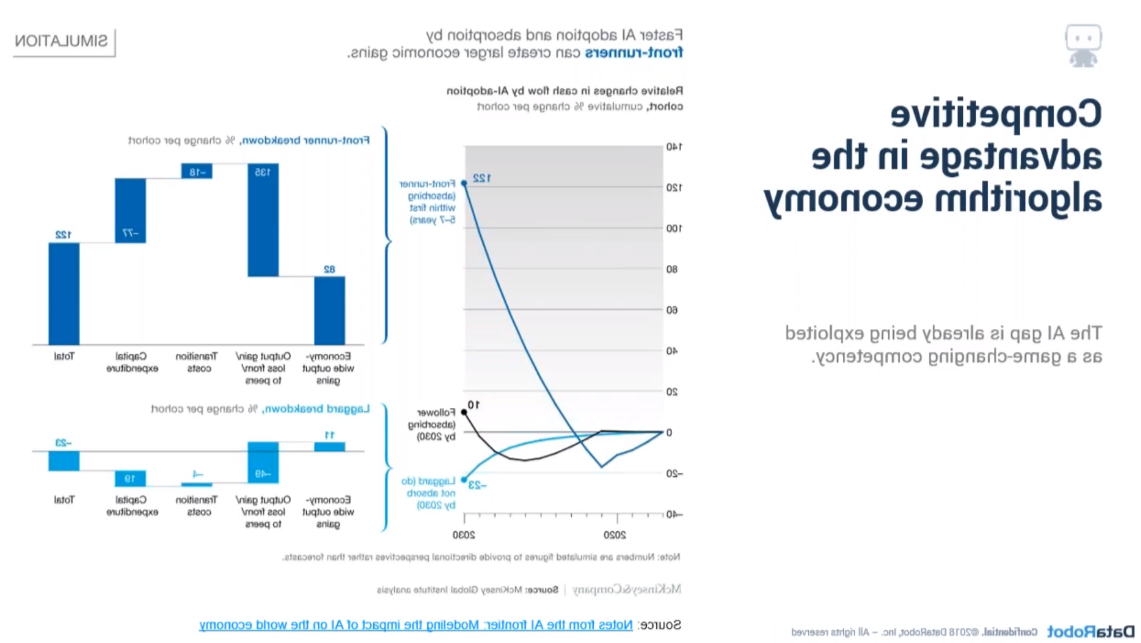 Competitive
advantage in the
algorithm economy
The AI gap is already being exploited
as a game-changing competency.
DataRobot Confidential. ©2018 DataRobot, Inc. – All rights reserved
Faster AI adoption and absorption by
front-runners can create larger economic gains.
SIMULATION
Relative changes in cash flow by AI-adoption
cohort, cumulative % change per cohort
140
120
100
80
60
40
20
0
–20
–40
2020
2030
122
Front-runner
(absorbing
within first
5–7 years)
10
Follower
(absorbing
by 2030)
–23
Laggard (do
not absorb
by 2030)
Front-runner breakdown, % change per cohort
82
135
–18
–77
122
Economy-
wide output
gains
Output gain/
loss from/
to peers
Transition
costs
Capital
expenditure
Total
Laggard breakdown, % change per cohort
11
–49
–4
19
–23
Economy-
wide output
gains
Output gain/
loss from/
to peers
Transition
costs
Capital
expenditure
Total
Note: Numbers are simulated figures to provide directional perspectives rather than forecasts.
McKinsey&Company | Source: McKinsey Global Institute analysis
Source: Notes from the AI frontier: Modeling the impact of AI on the world economy